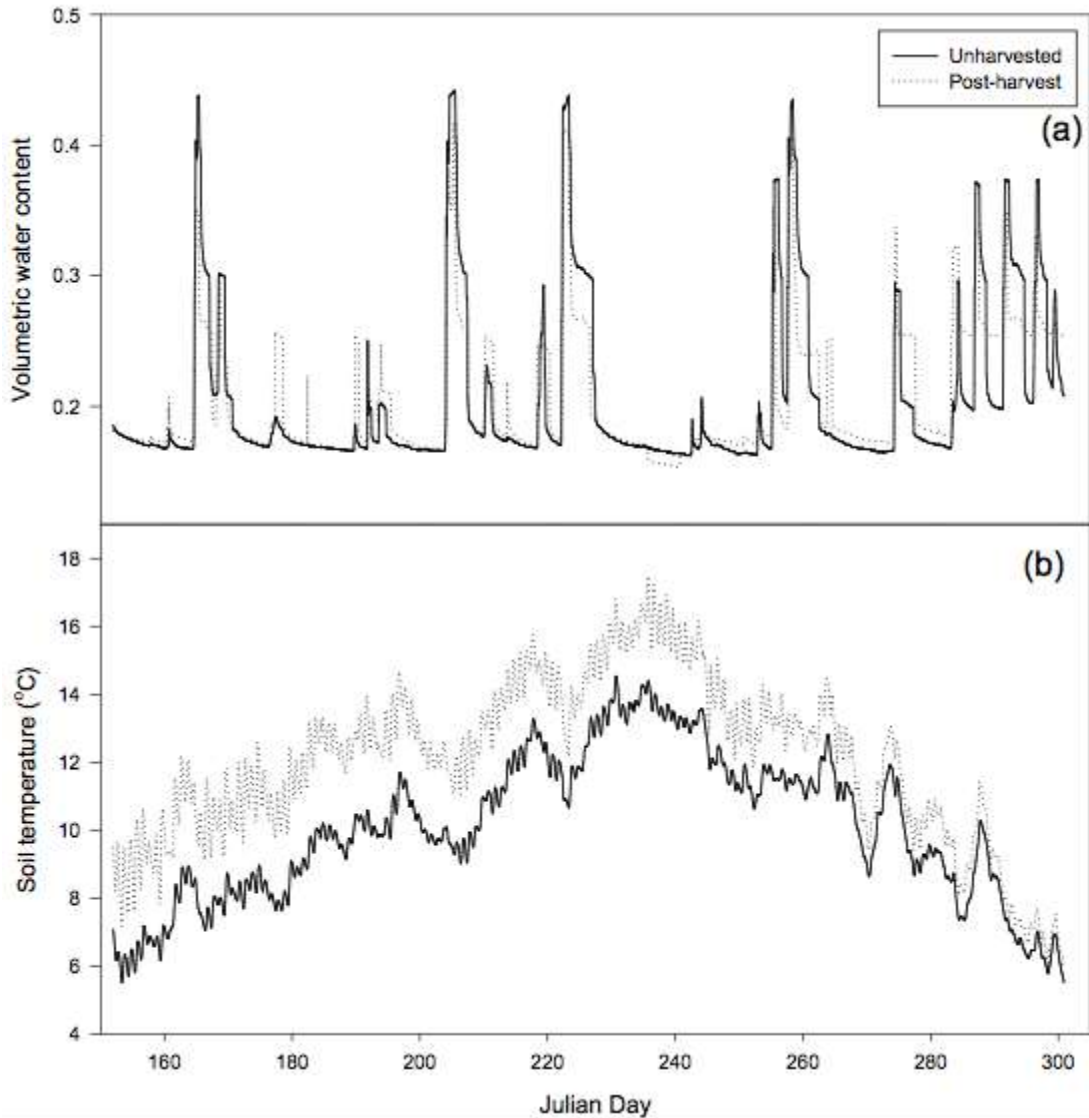 0.5
Unharvested
Post-harvest
(a)
0.4
0.3
0.2
Volumetric water content
(b)
18
16
14
12
10
8
6
4
Soil temperature (°C)
160 180 200 220 240 260 280 300
Julian Day